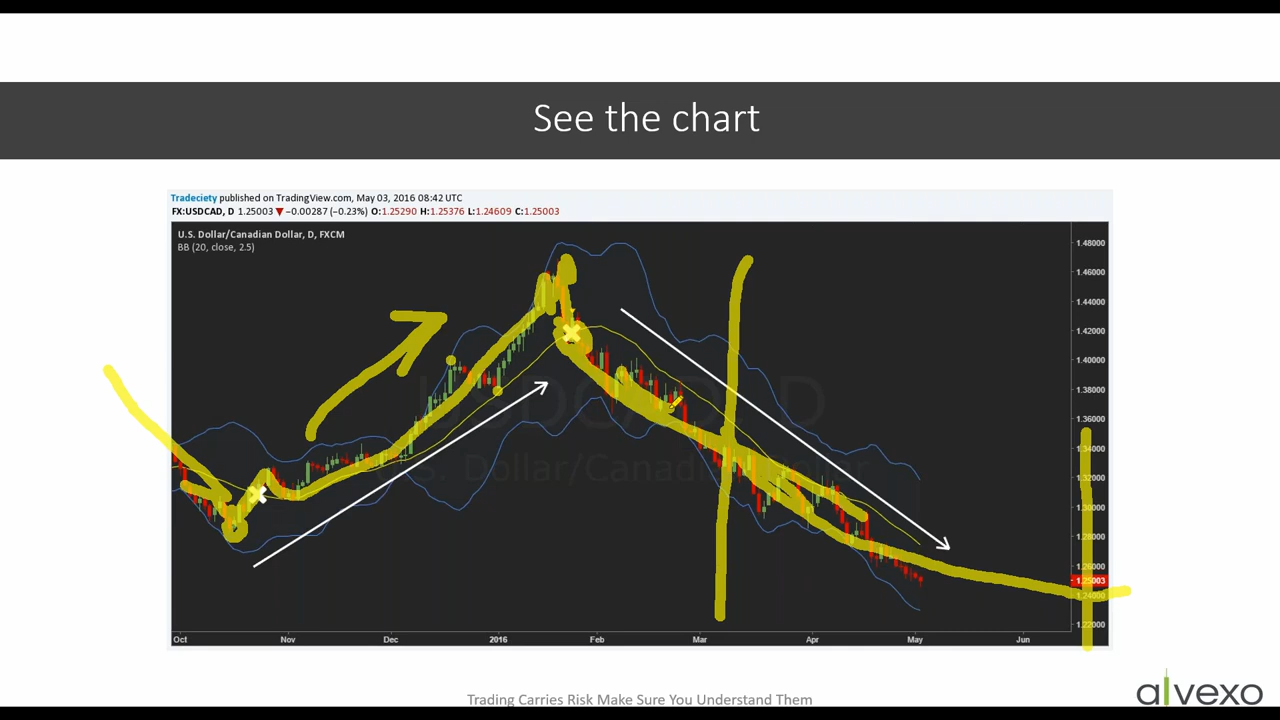 See the chart
Tradeciety published on TradingView.com, May 03, 2016 08:42 UTC
FX:USDCAD, D 1.25003 ▼ −0.00287 (−0.23%) O:1.25290 H:1.25376 L:1.24609 C:1.25003
U.S. Dollar/Canadian Dollar, D, FXCM
BB (20, close, 2.5)
1.48000
1.46000
1.44000
1.42000
1.40000
1.38000
1.36000
1.34000
1.32000
1.30000
1.28000
1.26000
1.25003
1.24000
1.22000
Oct Nov Dec 2016 Feb Mar Apr May Jun
Trading Carries Risk Make Sure You Understand Them
alvexo